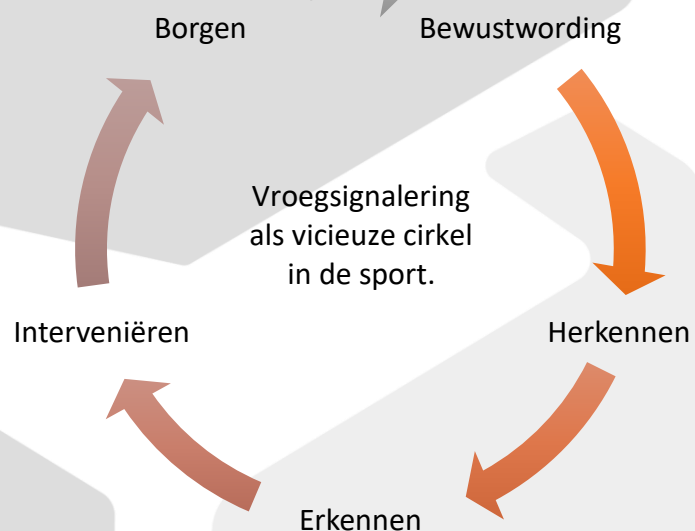 Borgen
Bewustwording
Vroegsignalering
als vicieuze cirkel
in de sport.
Interveniëren
Herkennen
Erkennen